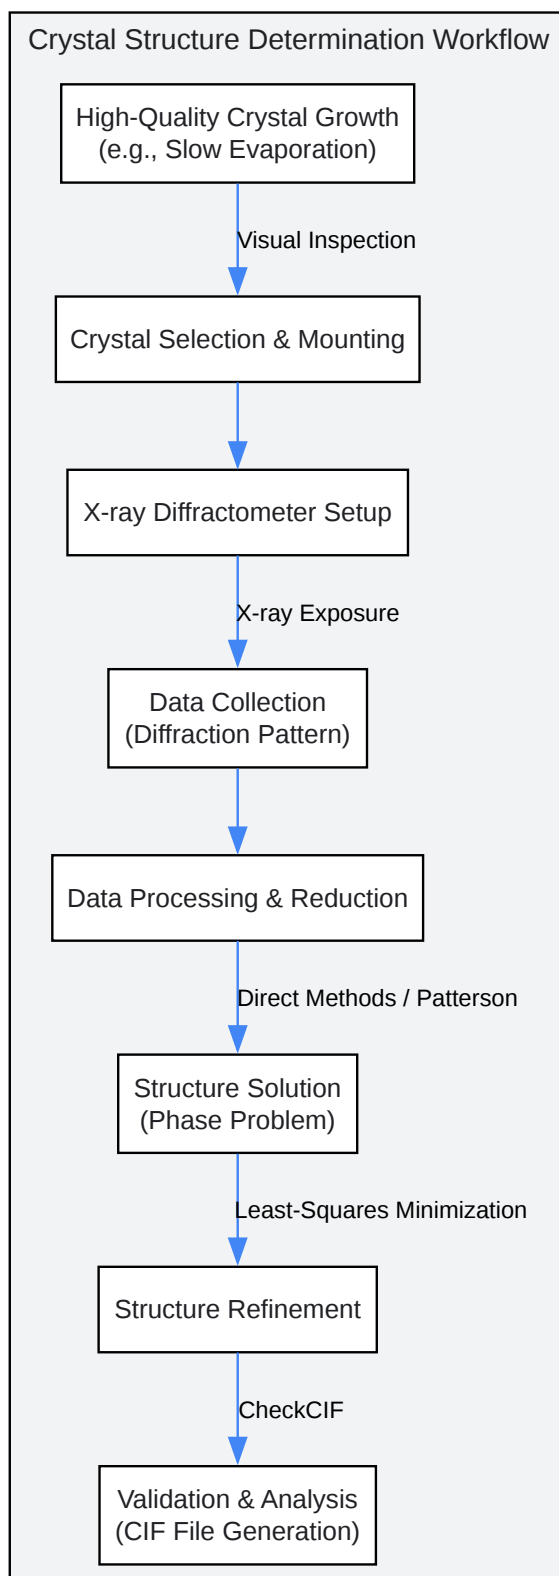 Crystal Structure Determination Workflow
High-Quality Crystal Growth
(e.g., Slow Evaporation)
Visual Inspection
Crystal Selection & Mounting
X-ray Diffractometer Setup
X-ray Exposure
Data Collection
(Diffraction Pattern)
Data Processing & Reduction
Direct Methods / Patterson
Structure Solution
(Phase Problem)
Least-Squares Minimization
Structure Refinement
CheckCIF
Validation & Analysis
(CIF File Generation)